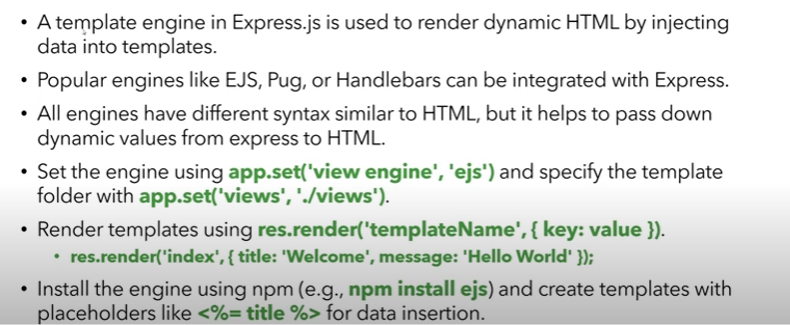 • A template engine in Express.js is used to render dynamic HTML by injecting
data into templates.
• Popular engines like EJS, Pug, or Handlebars can be integrated with Express.
• All engines have different syntax similar to HTML, but it helps to pass down
dynamic values from express to HTML.
• Set the engine using app.set('view engine', 'ejs') and specify the template
folder with app.set('views', './views').
• Render templates using res.render('templateName', { key: value }).
• res.render('index', { title: 'Welcome', message: 'Hello World' });
• Install the engine using npm (e.g., npm install ejs) and create templates with
placeholders like <%= title %> for data insertion.